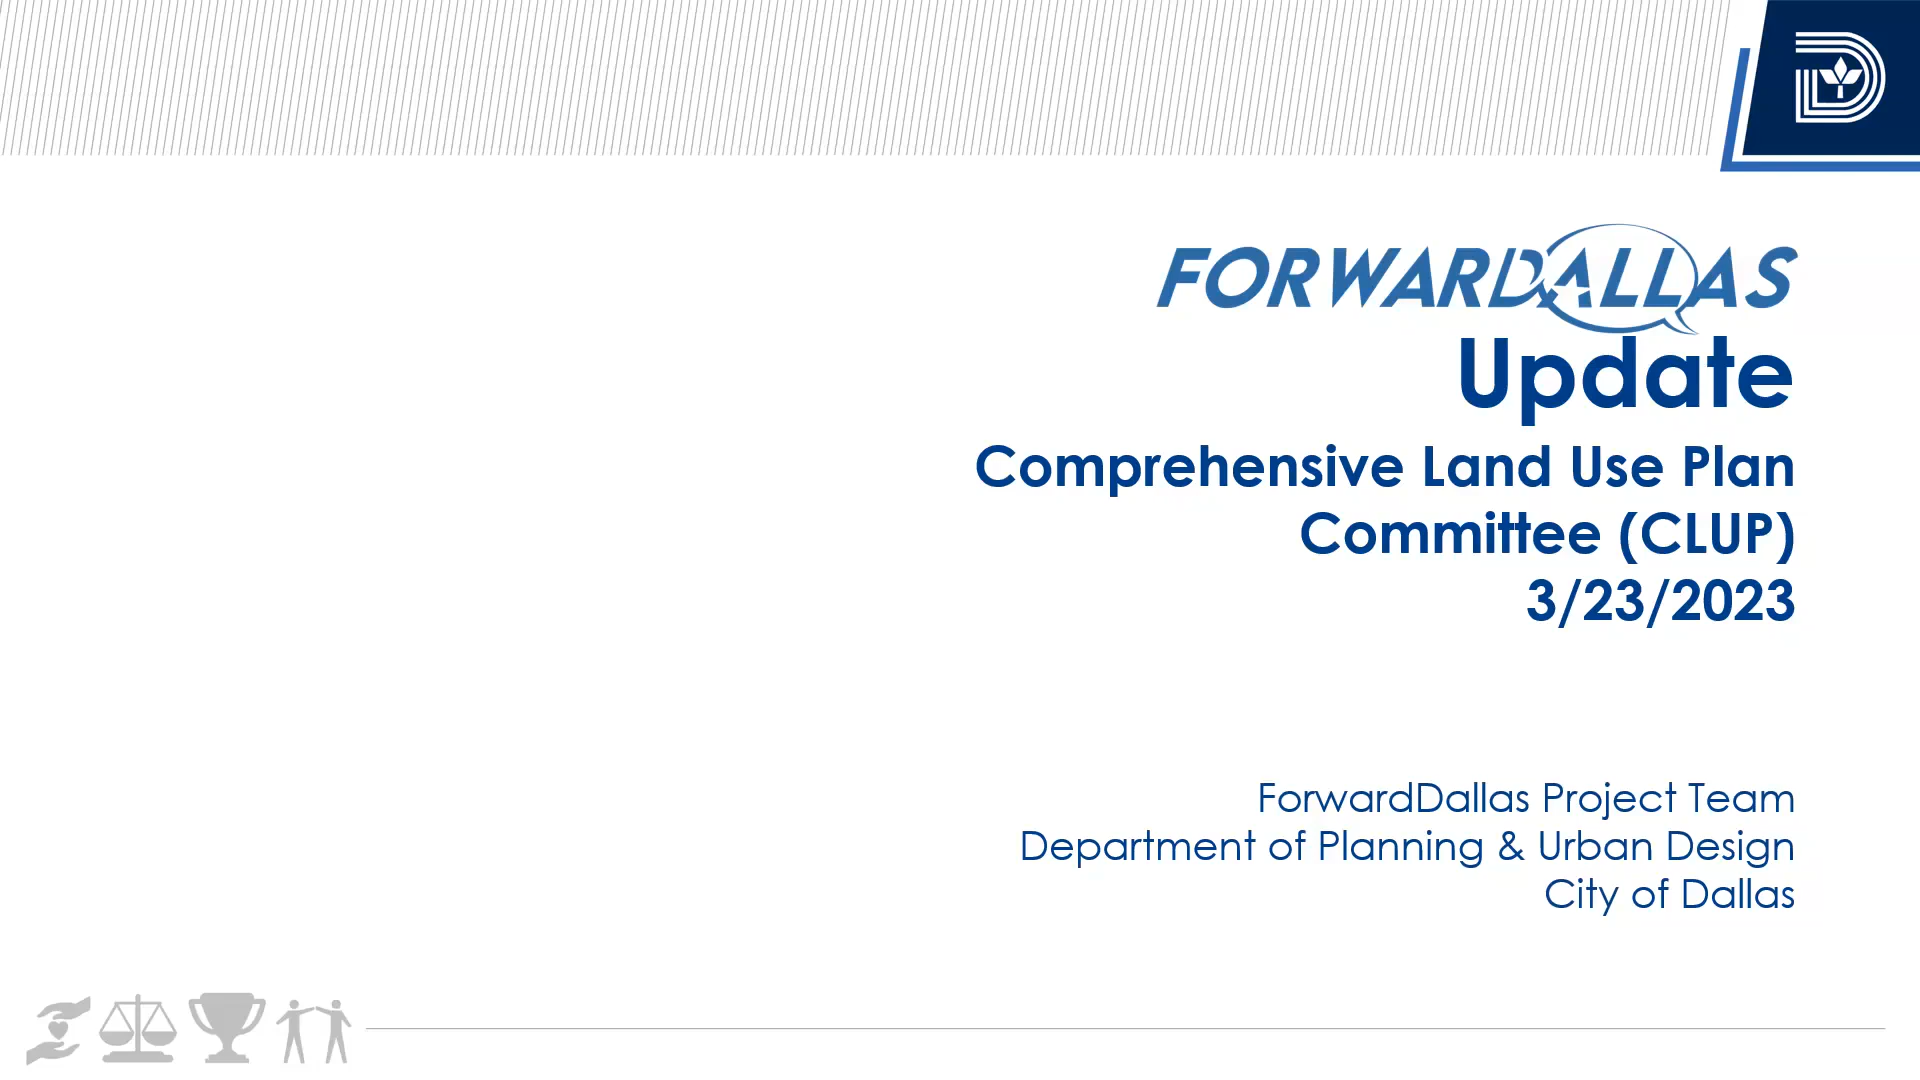 FORWARDALLAS
Update
Comprehensive Land Use Plan
Committee (CLUP)
3/23/2023
ForwardDallas Project Team
Department of Planning & Urban Design
City of Dallas